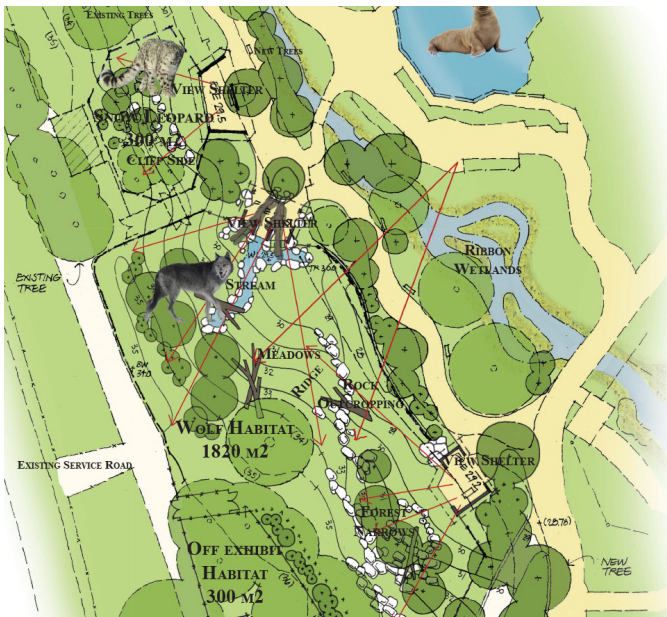 Existing Trees
New Trees
View Shelter
Snow Leopard
300 m2
Cliff Side
View Shelter
Ribbon
Wetlands
EXISTING
TREE
Stream
Meadows
Ridge
Rock
Outcropping
Wolf Habitat
1820 m2
Existing Service Road
View Shelter
Forest
Narrows
Off exhibit
Habitat
300 m2
(28.76)
NEW
TREE